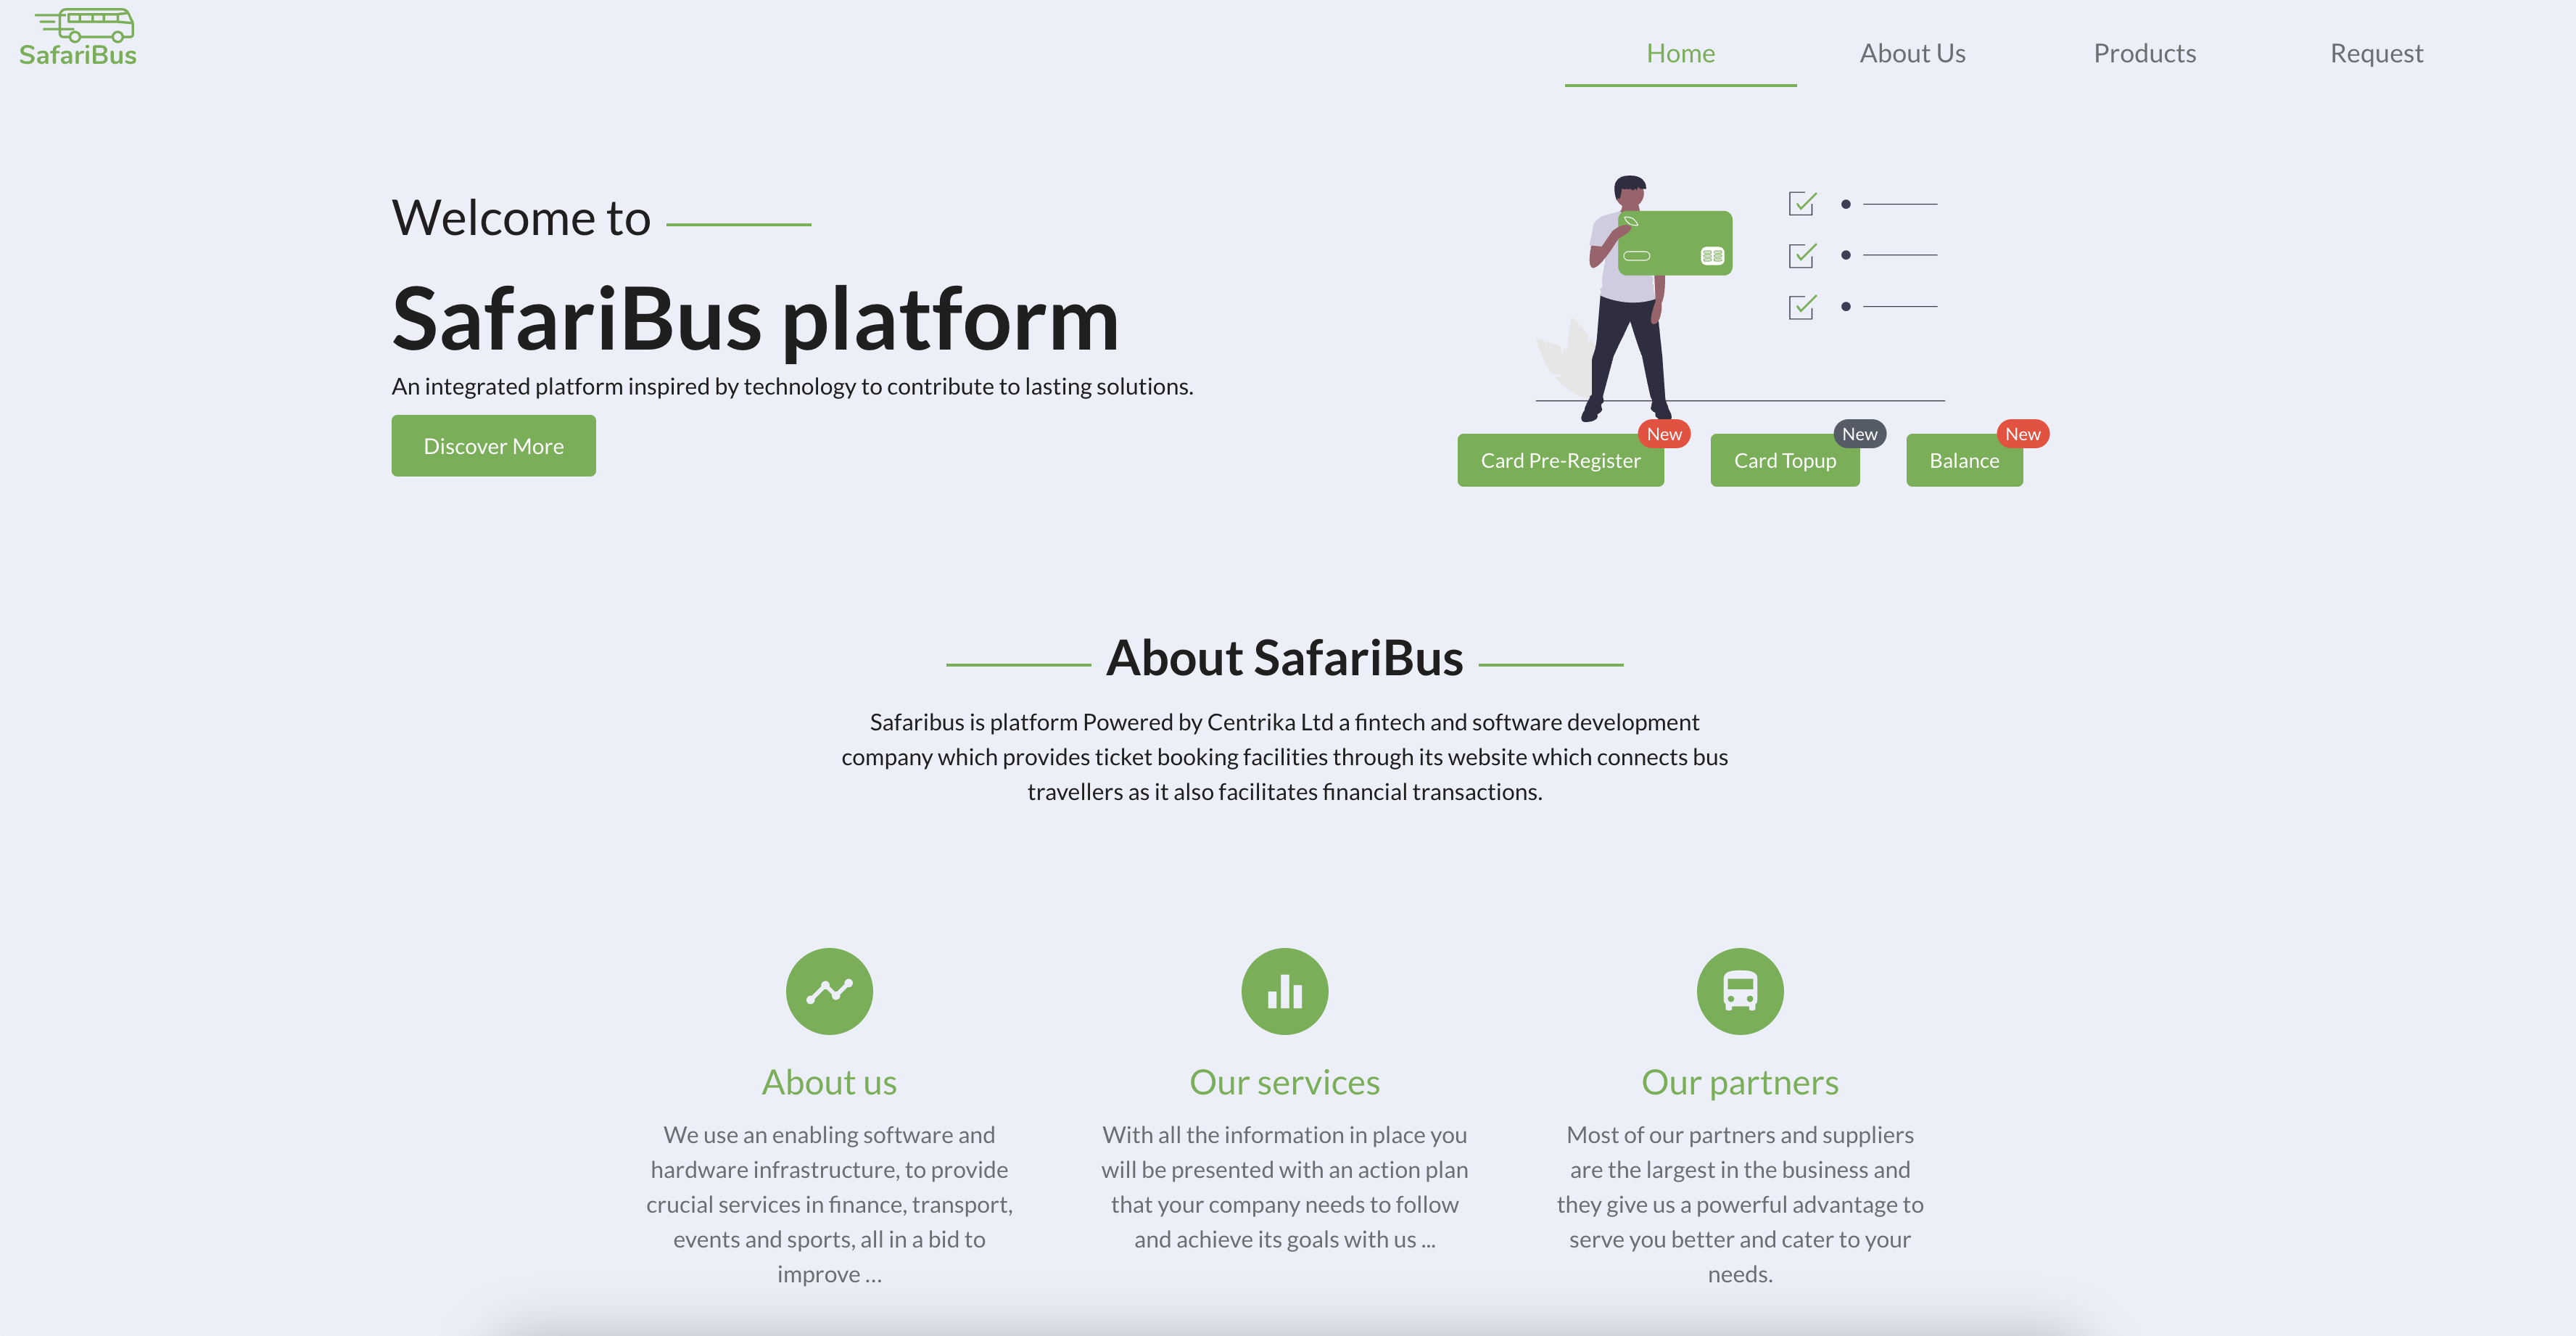 SafariBus
Home
About Us
Products
Request
Welcome to
SafariBus platform
An integrated platform inspired by technology to contribute to lasting solutions.
Discover More
New
Card Pre-Register
New
Card Topup
New
Balance
About SafariBus
Safaribus is platform Powered by Centrika Ltd a fintech and software development
company which provides ticket booking facilities through its website which connects bus
travellers as it also facilitates financial transactions.
About us
We use an enabling software and
hardware infrastructure, to provide
crucial services in finance, transport,
events and sports, all in a bid to
improve ...
Our services
With all the information in place you
will be presented with an action plan
that your company needs to follow
and achieve its goals with us ...
Our partners
Most of our partners and suppliers
are the largest in the business and
they give us a powerful advantage to
serve you better and cater to your
needs.